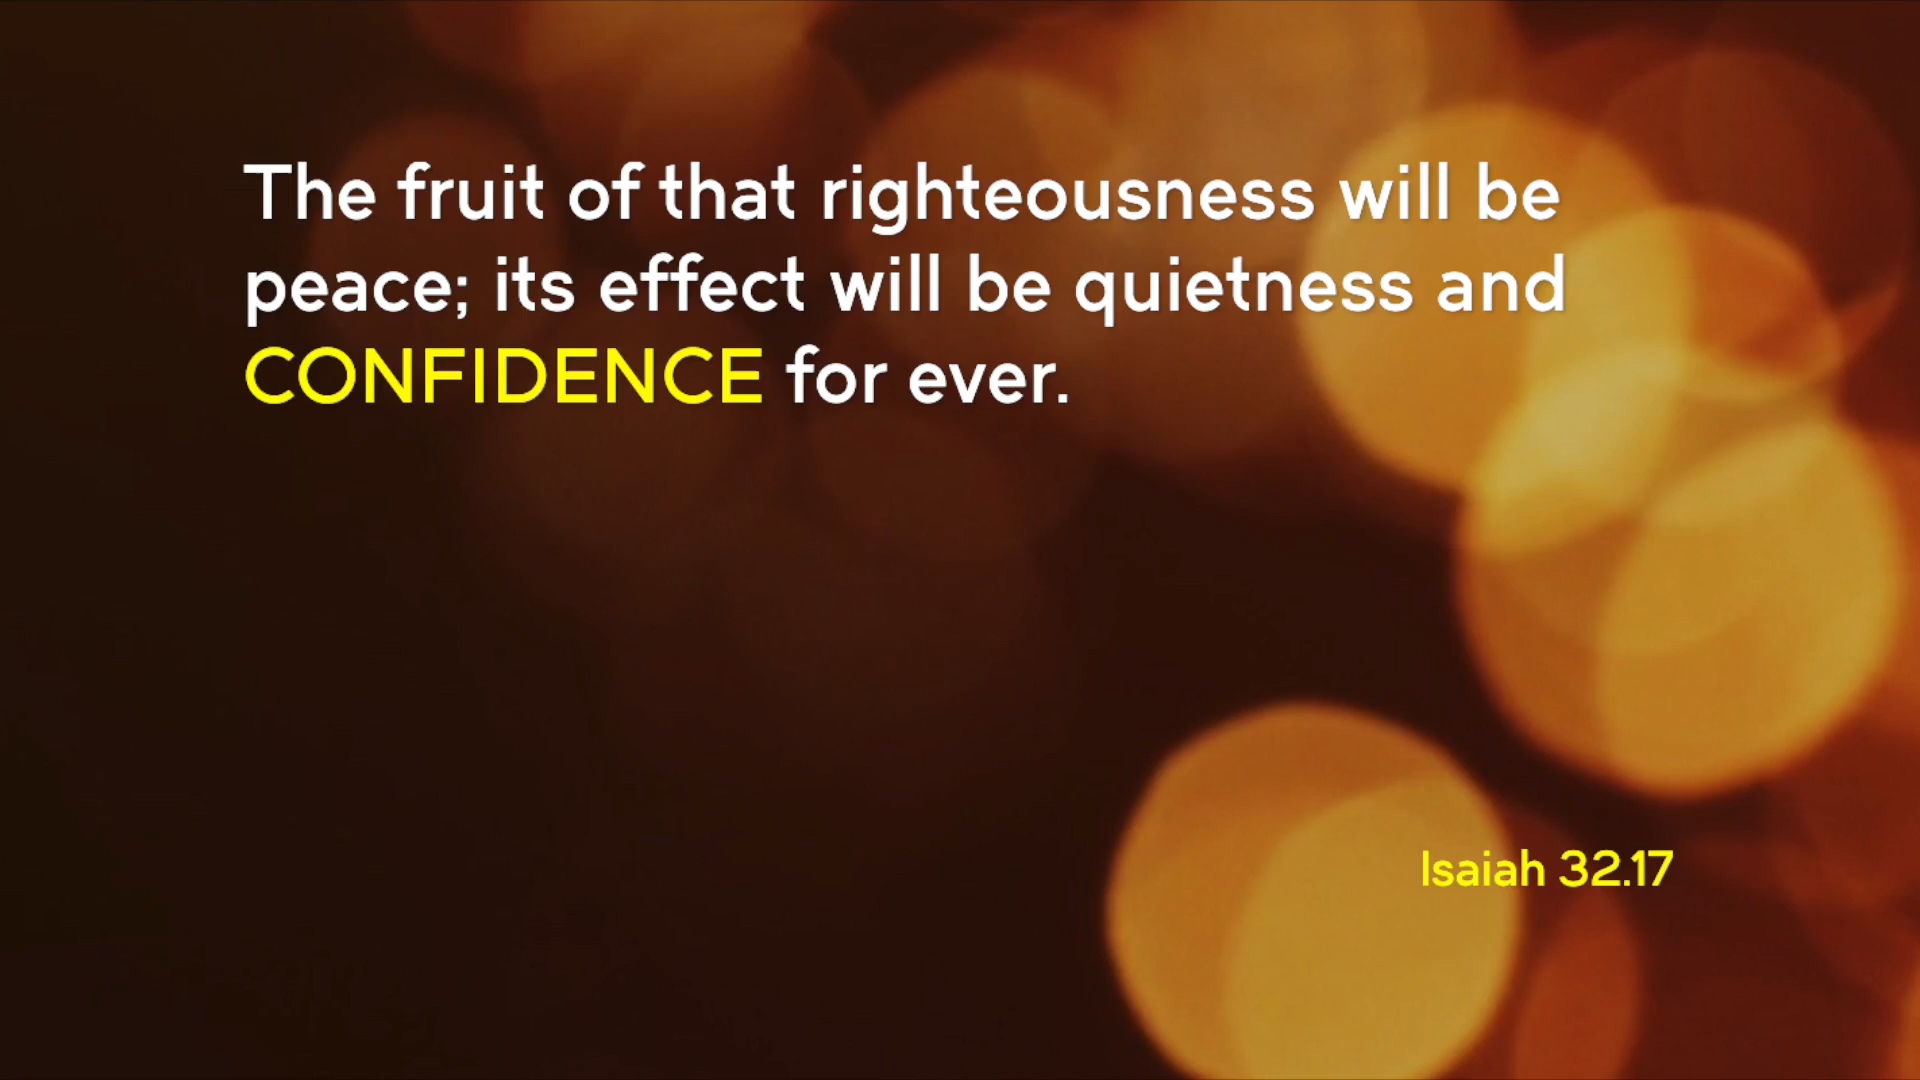 The fruit of that righteousness will be
peace; its effect will be quietness and
CONFIDENCE for ever.
Isaiah 32.17